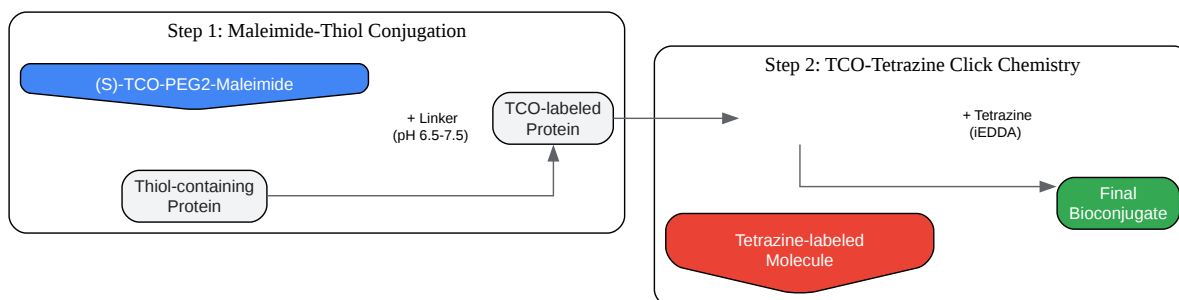 Step 1: Maleimide-Thiol Conjugation
(S)-TCO-PEG2-Maleimide
+ Linker
(pH 6.5-7.5)
TCO-labeled
Protein
Thiol-containing
Protein
Step 2: TCO-Tetrazine Click Chemistry
+ Tetrazine
(iEDDA)
Final
Bioconjugate
Tetrazine-labeled
Molecule